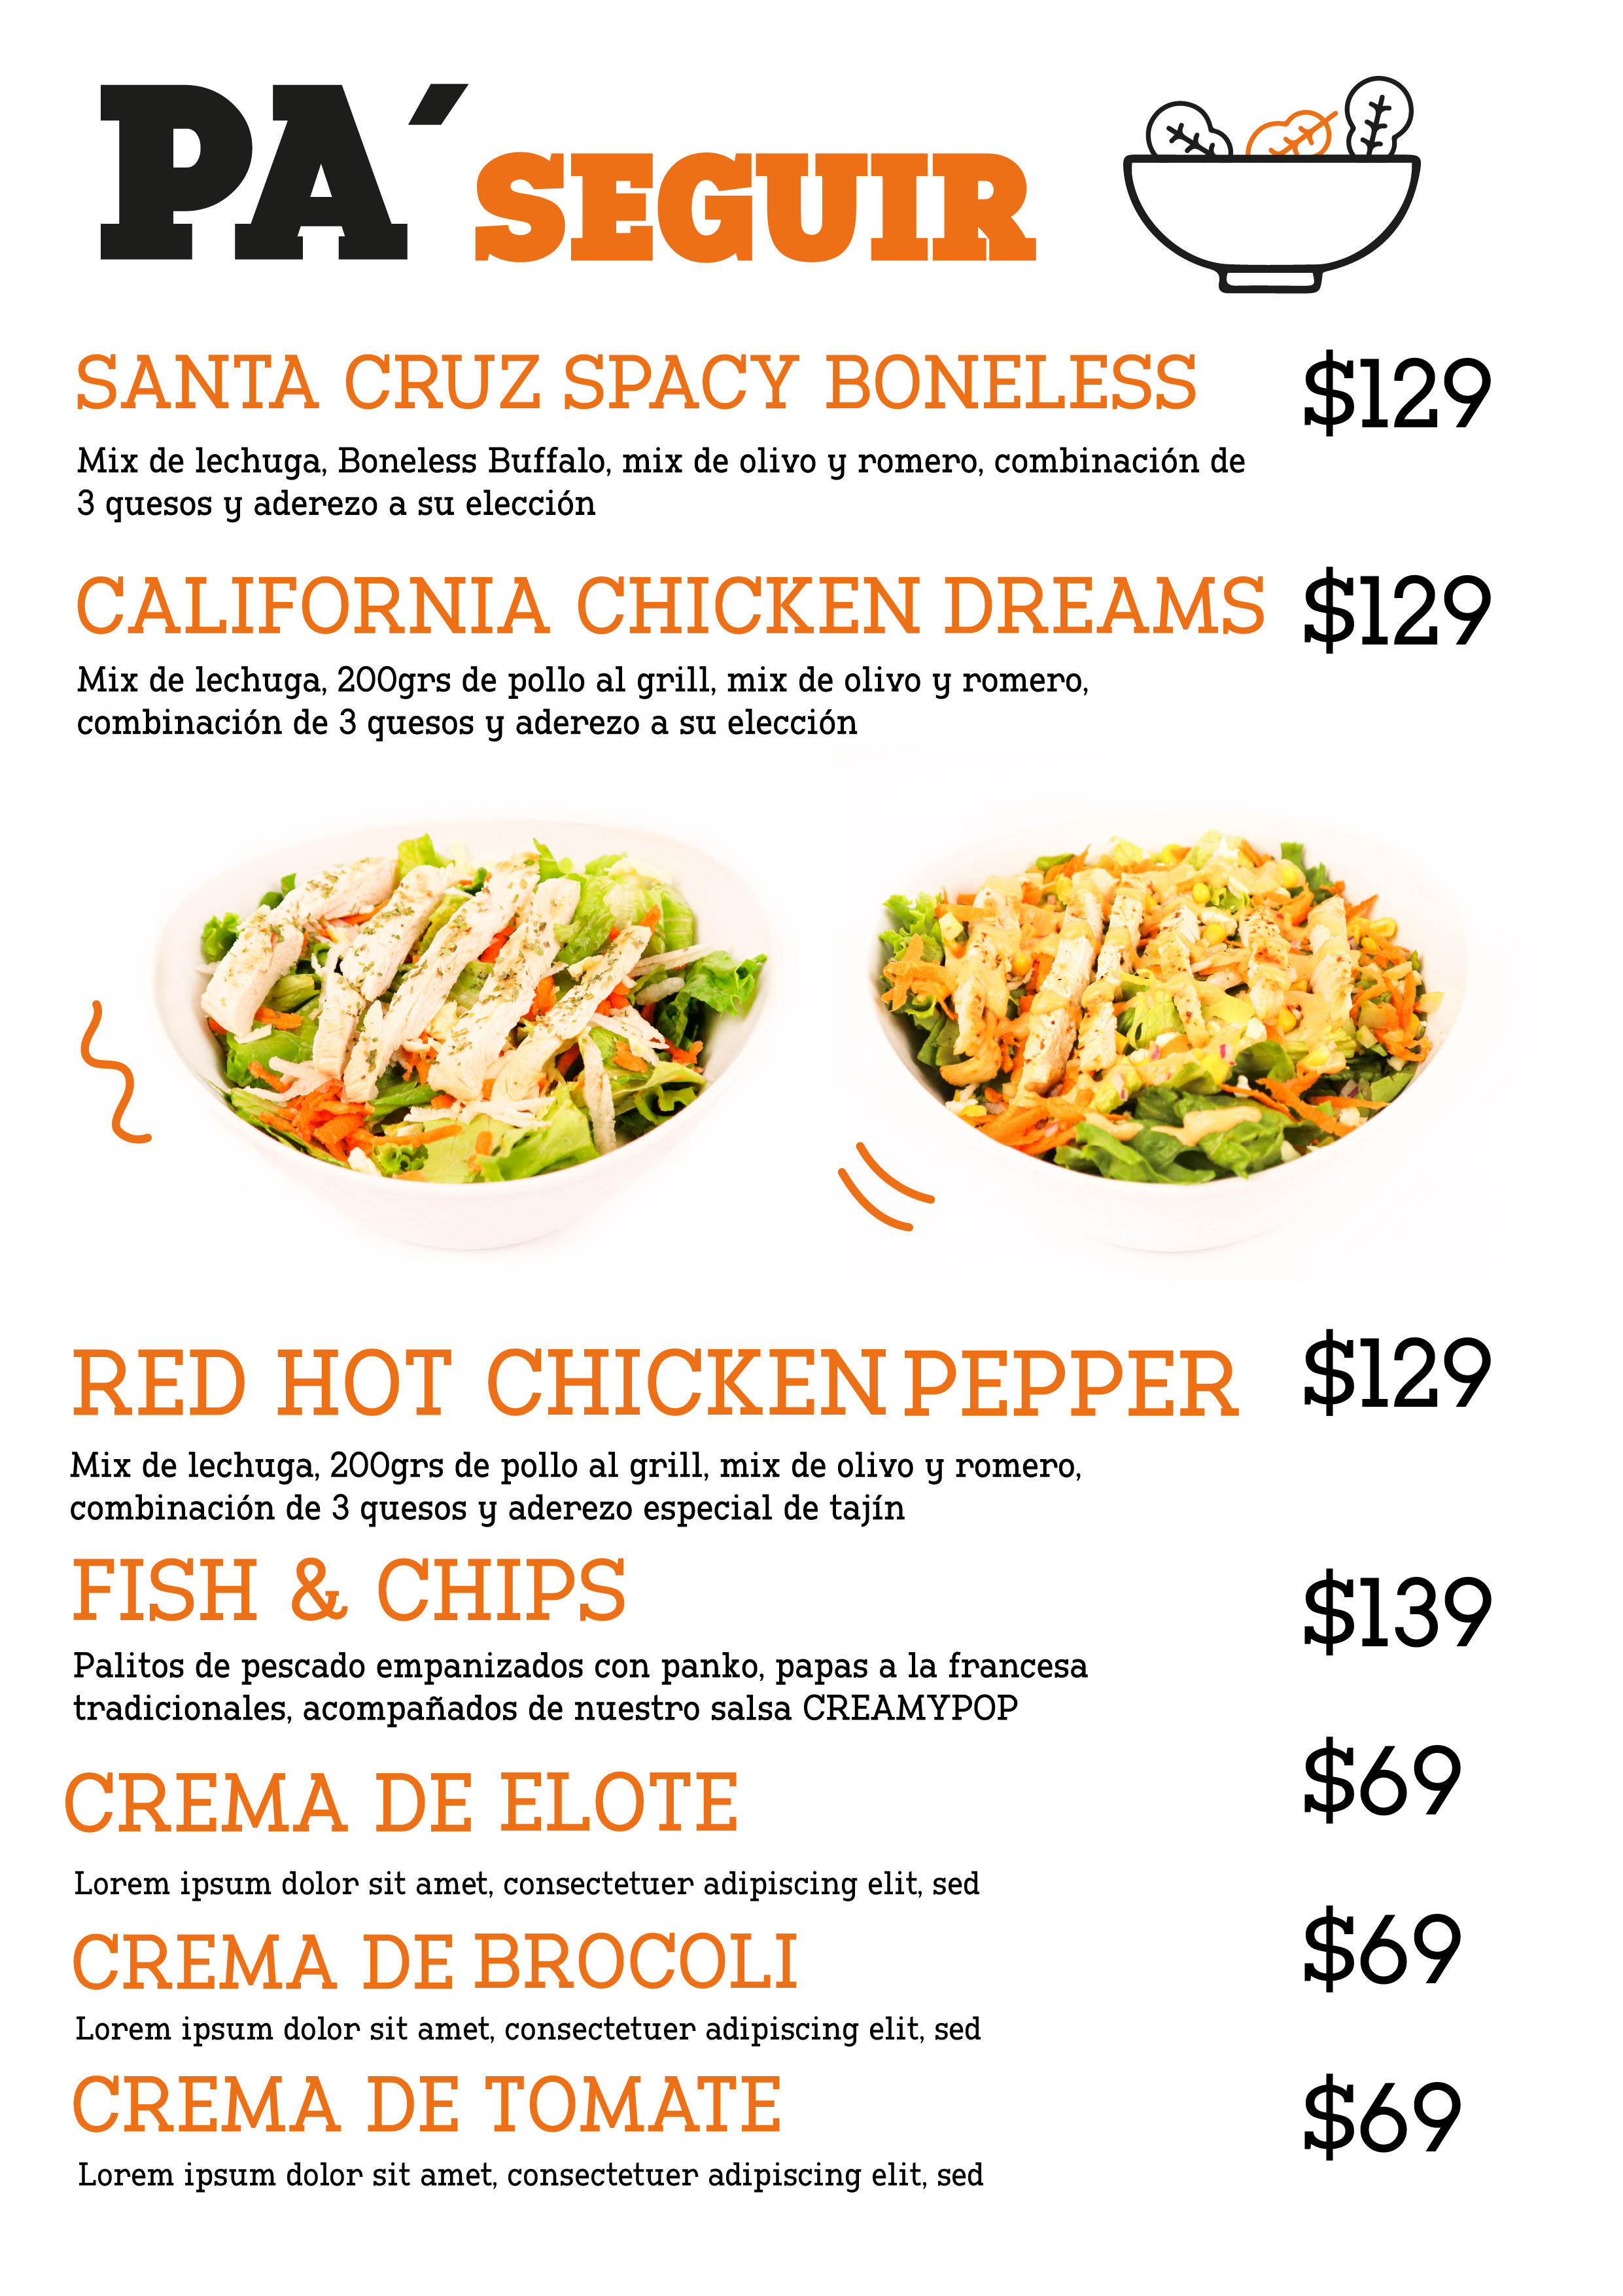 PA´ SEGUIR
SANTA CRUZ SPACY BONELESS $129
Mix de lechuga, Boneless Buffalo, mix de olivo y romero, combinación de
3 quesos y aderezo a su elección
CALIFORNIA CHICKEN DREAMS $129
Mix de lechuga, 200grs de pollo al grill, mix de olivo y romero,
combinación de 3 quesos y aderezo a su elección
RED HOT CHICKEN PEPPER $129
Mix de lechuga, 200grs de pollo al grill, mix de olivo y romero,
combinación de 3 quesos y aderezo especial de tajín
FISH & CHIPS $139
Palitos de pescado empanizados con panko, papas a la francesa
tradicionales, acompañados de nuestro salsa CREAMYPOP
CREMA DE ELOTE $69
Lorem ipsum dolor sit amet, consectetuer adipiscing elit, sed
CREMA DE BROCOLI $69
Lorem ipsum dolor sit amet, consectetuer adipiscing elit, sed
CREMA DE TOMATE $69
Lorem ipsum dolor sit amet, consectetuer adipiscing elit, sed